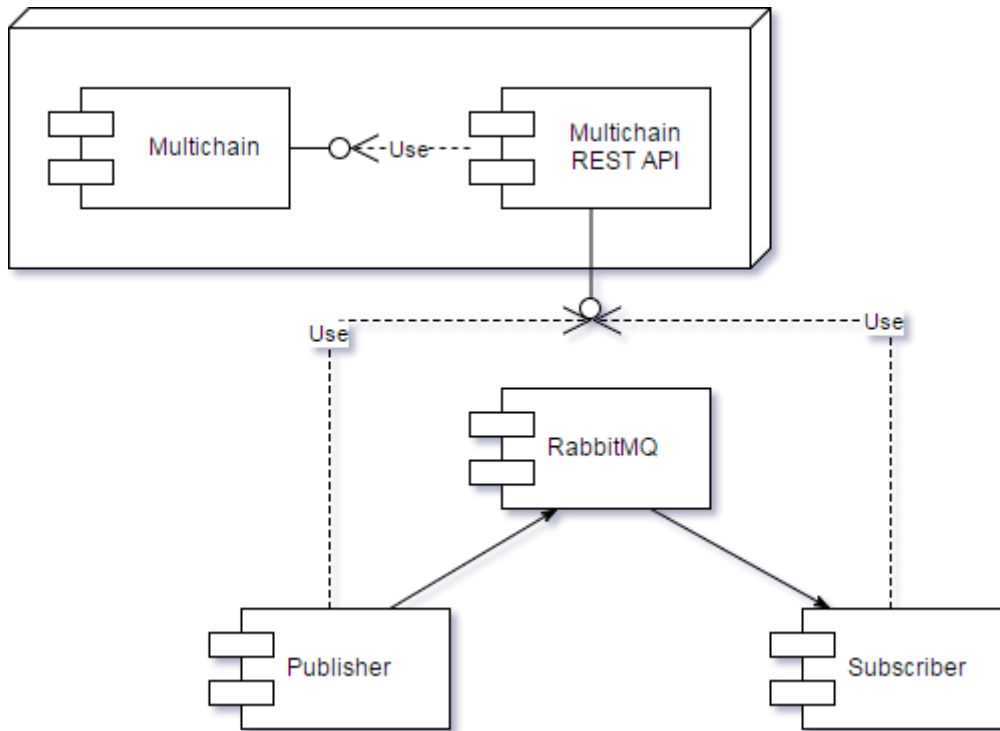 Multichain
Use
Multichain
REST API
Use
Use
RabbitMQ
Publisher
Subscriber